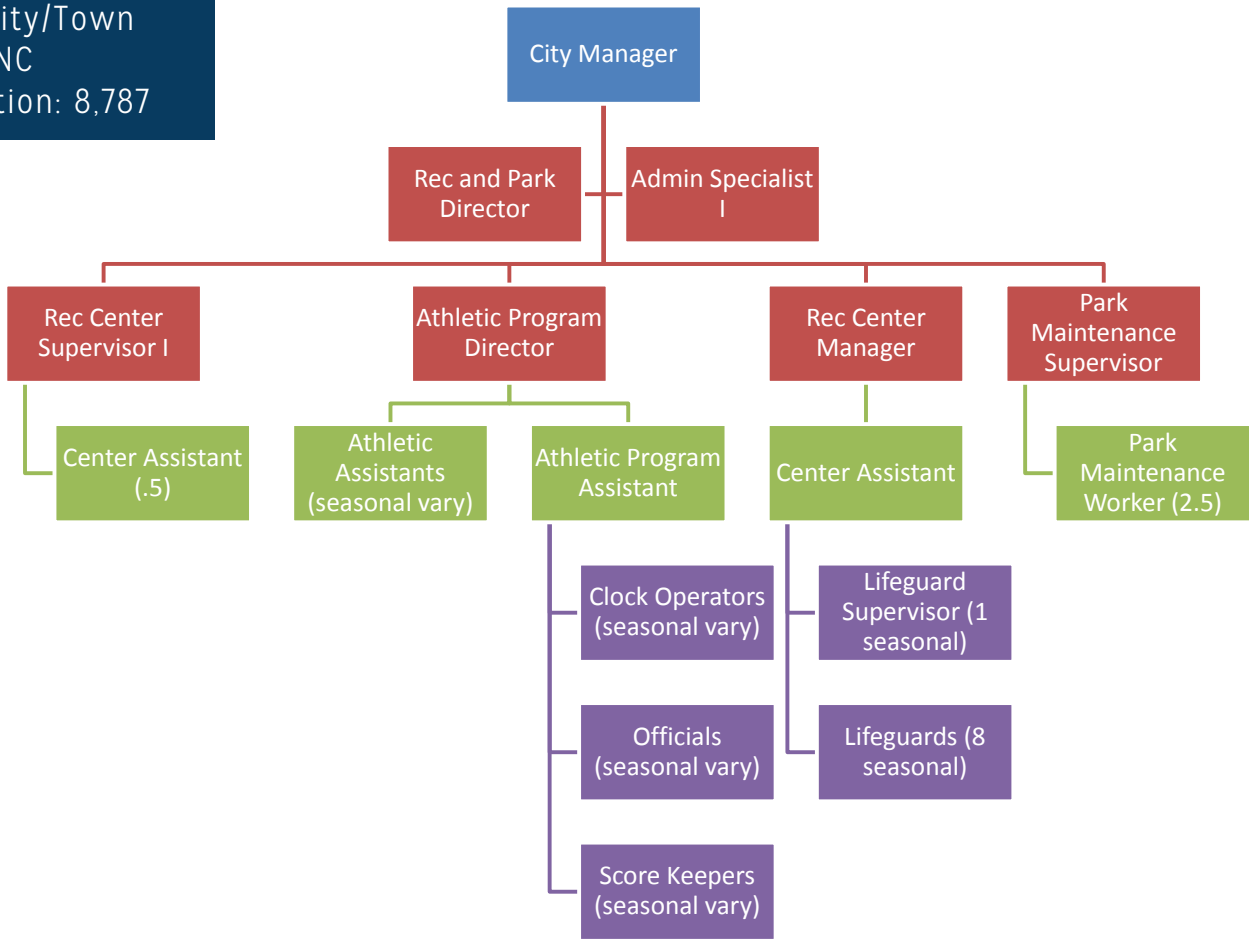 NC
8,787
City Manager
Rec and Park
Director
Admin Specialist
I
Rec Center
Supervisor I
Athletic Program
Director
Rec Center
Manager
Park
Maintenance
Supervisor
Center Assistant
(.5)
Athletic
Assistants
(seasonal vary)
Athletic Program
Assistant
Center Assistant
Park
Maintenance
Worker (2.5)
Clock Operators
(seasonal vary)
Lifeguard
Supervisor (1
seasonal)
Officials
(seasonal vary)
Lifeguards (8
seasonal)
Score Keepers
(seasonal vary)